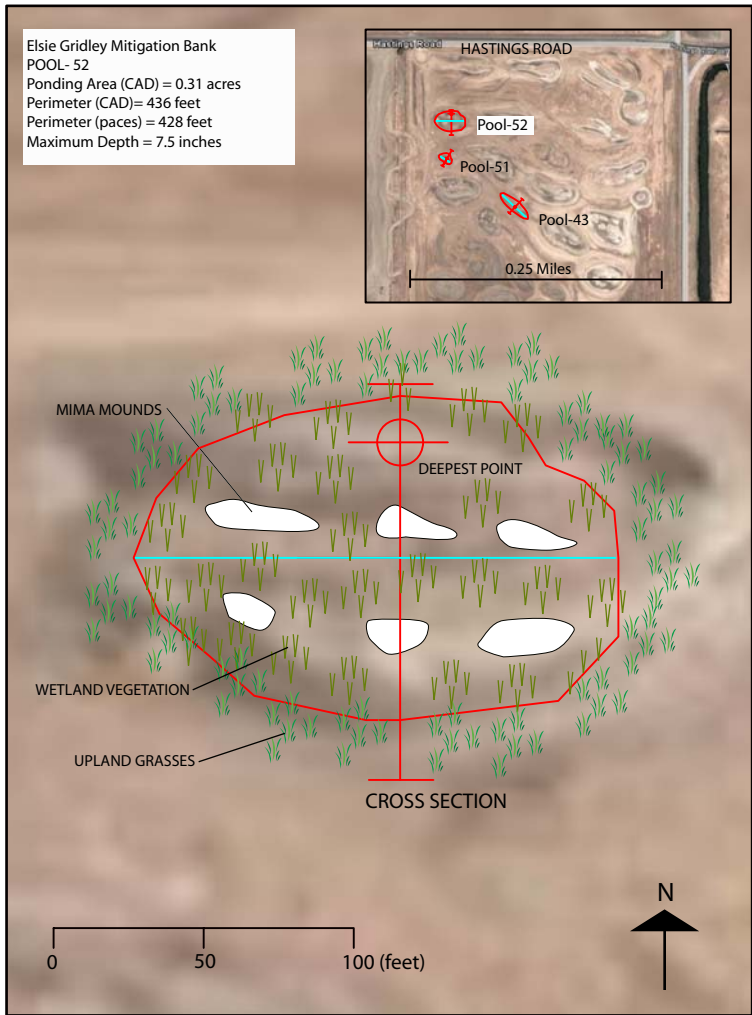 Elsie Gridley Mitigation Bank
POOL- 52
Ponding Area (CAD) = 0.31 acres
Perimeter (CAD)= 436 feet
Perimeter (paces) = 428 feet
Maximum Depth = 7.5 inches
Hastings Road
HASTINGS ROAD
Pool-52
Pool-51
Pool-43
0.25 Miles
MIMA MOUNDS
DEEPEST POINT
WETLAND VEGETATION
UPLAND GRASSES
CROSS SECTION
N
0 50 100 (feet)